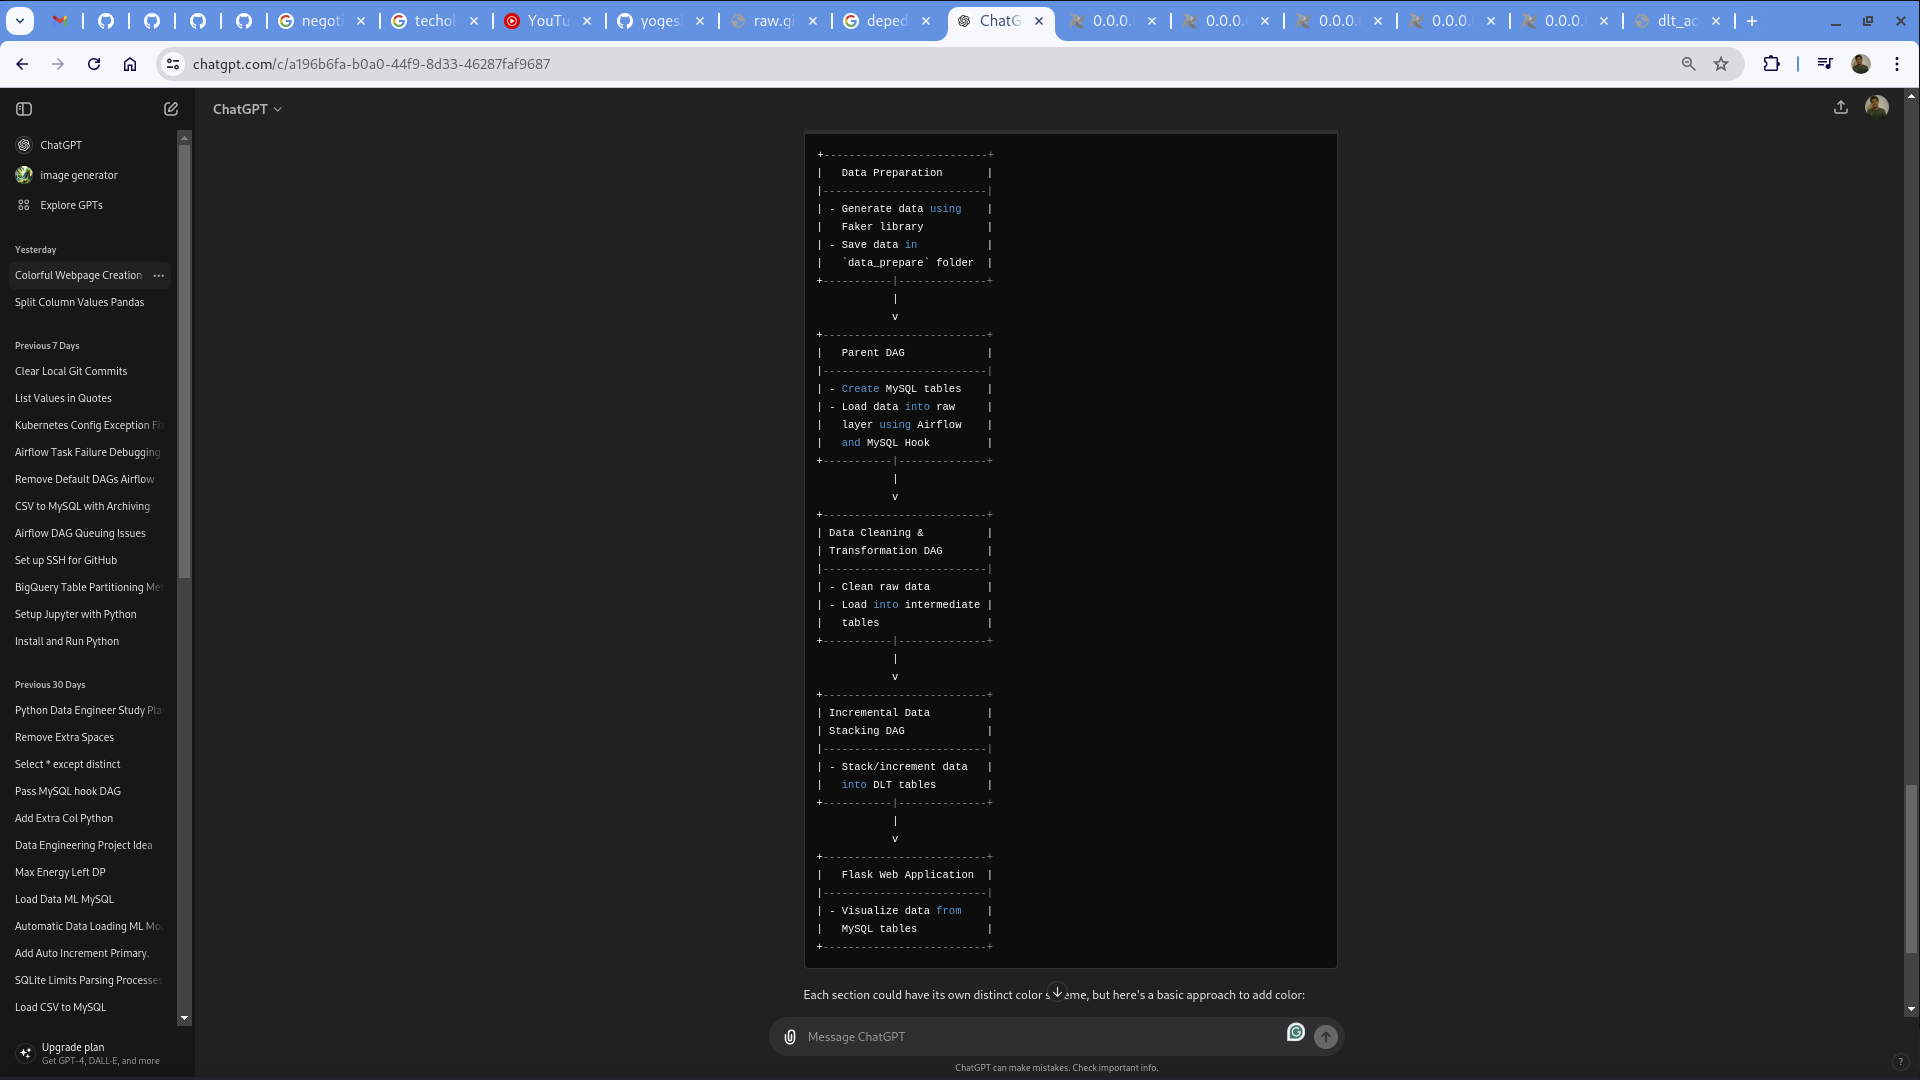 negoti
techol
YouTu
yogesh
raw.gi
deped
ChatG
0.0.0.
0.0.0.
0.0.0.
0.0.0.
0.0.0.
dlt_ac
chatgpt.com/c/a196b6fa-b0a0-44f9-8d33-46287faf9687
ChatGPT
image generator
Explore GPTs
Yesterday
Colorful Webpage Creation
Split Column Values Pandas
Previous 7 Days
Clear Local Git Commits
List Values in Quotes
Kubernetes Config Exception Fix
Airflow Task Failure Debugging
Remove Default DAGs Airflow
CSV to MySQL with Archiving
Airflow DAG Queuing Issues
Set up SSH for GitHub
BigQuery Table Partitioning Met
Setup Jupyter with Python
Install and Run Python
Previous 30 Days
Python Data Engineer Study Pla
Remove Extra Spaces
Select * except distinct
Pass MySQL hook DAG
Add Extra Col Python
Data Engineering Project Idea
Max Energy Left DP
Load Data ML MySQL
Automatic Data Loading ML Mo
Add Auto Increment Primary.
SQLite Limits Parsing Processes
Load CSV to MySQL
Upgrade plan
Get GPT-4, DALL·E, and more
ChatGPT
+--------------------------+
|   Data Preparation       |
|--------------------------|
| - Generate data using    |
|   Faker library          |
| - Save data in           |
|   `data_prepare` folder  |
+-----------|--------------+
            |
            v
+--------------------------+
|   Parent DAG             |
|--------------------------|
| - Create MySQL tables    |
| - Load data into raw     |
|   layer using Airflow    |
|   and MySQL Hook         |
+-----------|--------------+
            |
            v
+--------------------------+
| Data Cleaning &          |
| Transformation DAG       |
|--------------------------|
| - Clean raw data         |
| - Load into intermediate |
|   tables                 |
+-----------|--------------+
            |
            v
+--------------------------+
| Incremental Data         |
| Stacking DAG             |
|--------------------------|
| - Stack/increment data   |
|   into DLT tables        |
+-----------|--------------+
            |
            v
+--------------------------+
|   Flask Web Application  |
|--------------------------|
| - Visualize data from    |
|   MySQL tables           |
+--------------------------+
Each section could have its own distinct color s eme, but here's a basic approach to add color:
Message ChatGPT
ChatGPT can make mistakes. Check important info.
?